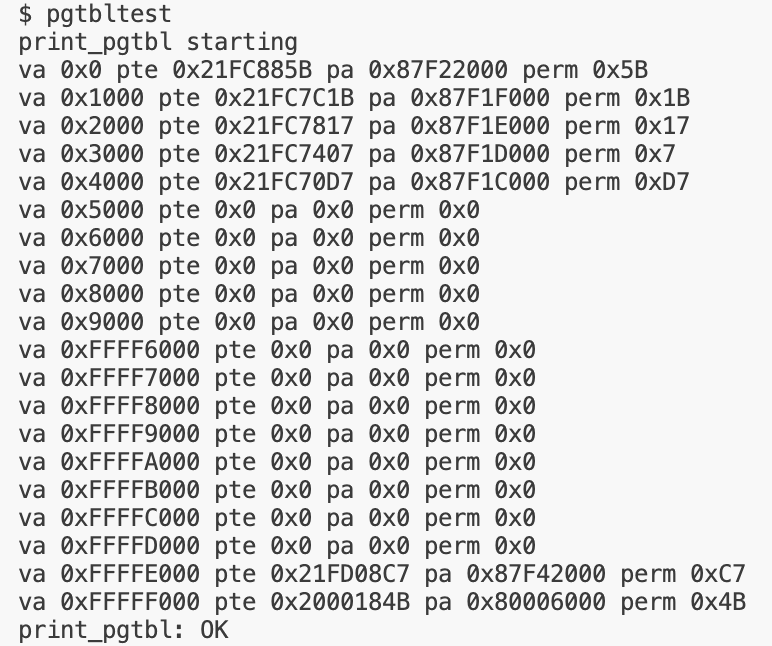 $ pgtbltest
print_pgtbl starting
va 0x0 pte 0x21FC885B pa 0x87F22000 perm 0x5B
va 0x1000 pte 0x21FC7C1B pa 0x87F1F000 perm 0x1B
va 0x2000 pte 0x21FC7817 pa 0x87F1E000 perm 0x17
va 0x3000 pte 0x21FC7407 pa 0x87F1D000 perm 0x7
va 0x4000 pte 0x21FC70D7 pa 0x87F1C000 perm 0xD7
va 0x5000 pte 0x0 pa 0x0 perm 0x0
va 0x6000 pte 0x0 pa 0x0 perm 0x0
va 0x7000 pte 0x0 pa 0x0 perm 0x0
va 0x8000 pte 0x0 pa 0x0 perm 0x0
va 0x9000 pte 0x0 pa 0x0 perm 0x0
va 0xFFFF6000 pte 0x0 pa 0x0 perm 0x0
va 0xFFFF7000 pte 0x0 pa 0x0 perm 0x0
va 0xFFFF8000 pte 0x0 pa 0x0 perm 0x0
va 0xFFFF9000 pte 0x0 pa 0x0 perm 0x0
va 0xFFFFA000 pte 0x0 pa 0x0 perm 0x0
va 0xFFFFB000 pte 0x0 pa 0x0 perm 0x0
va 0xFFFFC000 pte 0x0 pa 0x0 perm 0x0
va 0xFFFFD000 pte 0x0 pa 0x0 perm 0x0
va 0xFFFFE000 pte 0x21FD08C7 pa 0x87F42000 perm 0xC7
va 0xFFFFF000 pte 0x2000184B pa 0x80006000 perm 0x4B
print_pgtbl: OK